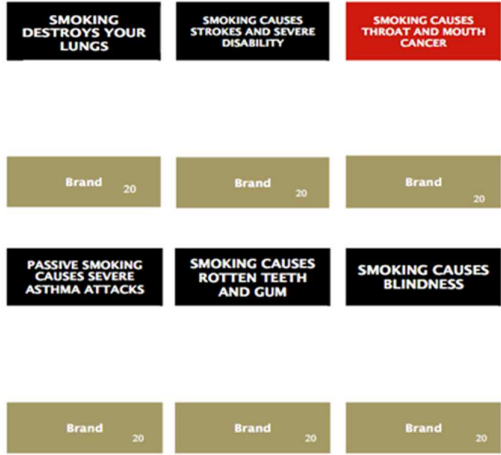 SMOKING
DESTROYS YOUR
LUNGS
SMOKING CAUSES
STROKES AND SEVERE
DISABILITY
SMOKING CAUSES
THROAT AND MOUTH
CANCER
Brand 20
Brand 20
Brand 20
PASSIVE SMOKING
CAUSES SEVERE
ASTHMA ATTACKS
SMOKING CAUSES
ROTTEN TEETH
AND GUM
SMOKING CAUSES
BLINDNESS
Brand 20
Brand 20
Brand 20